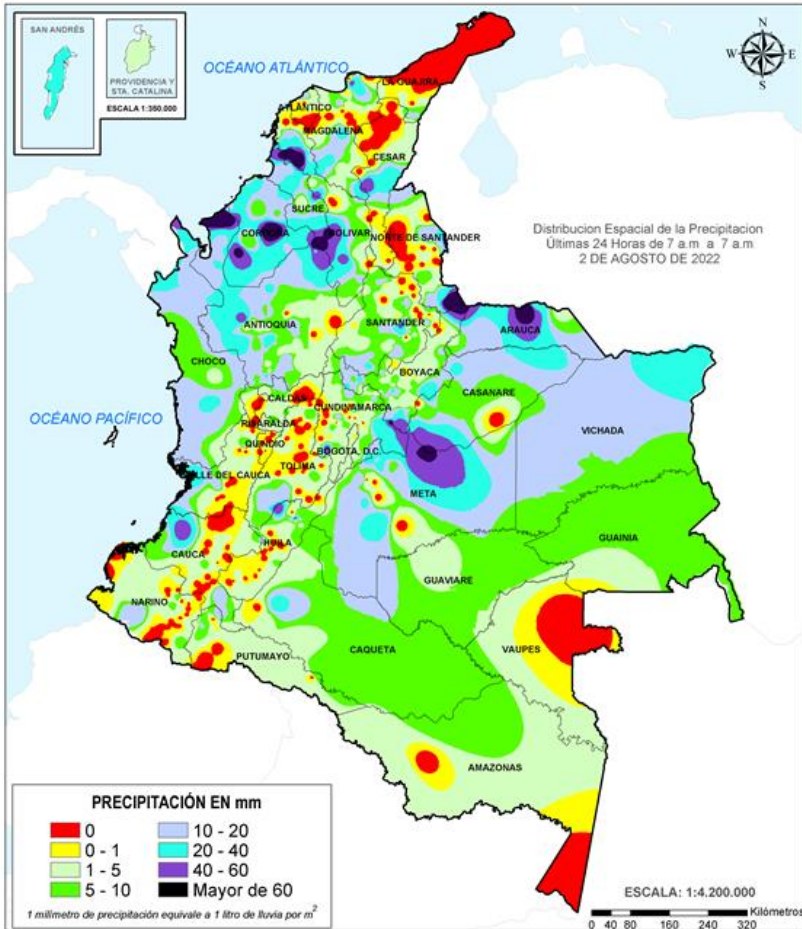 SAN ANDRÉS
PROVIDENCIA Y
STA. CATALINA
ESCALA 1:350.000
OCÉANO ATLÁNTICO
N
W
E
S
LA GUAJIRA
ATLÁNTICO
MAGDALENA
CESAR
SUCRE
CORDOBA
BOLIVAR
NORTE DE SANTANDER
Distribucion Espacial de la Precipitacion
Últimas 24 Horas de 7 a.m a 7 a.m
2 DE AGOSTO DE 2022
ANTIOQUIA
SANTANDER
ARAUCA
CHOCO
BOYACA
CASANARE
CALDAS
CUNDINAMARCA
OCÉANO PACÍFICO
RISARALDA
VICHADA
QUINDIO
BOGOTA, D.C.
TOLIMA
VALLE DEL CAUCA
META
HUILA
CAUCA
GUAINIA
GUAVIARE
NARINO
CAQUETA
VAUPES
PUTUMAYO
AMAZONAS
PRECIPITACIÓN EN mm
0
10 - 20
0 - 1
20 - 40
1 - 5
40 - 60
5 - 10
Mayor de 60
1 milímetro de precipitación equivale a 1 litro de lluvia por m²
ESCALA: 1:4.200.000
Kilómetros
0 40 80 160 240 320